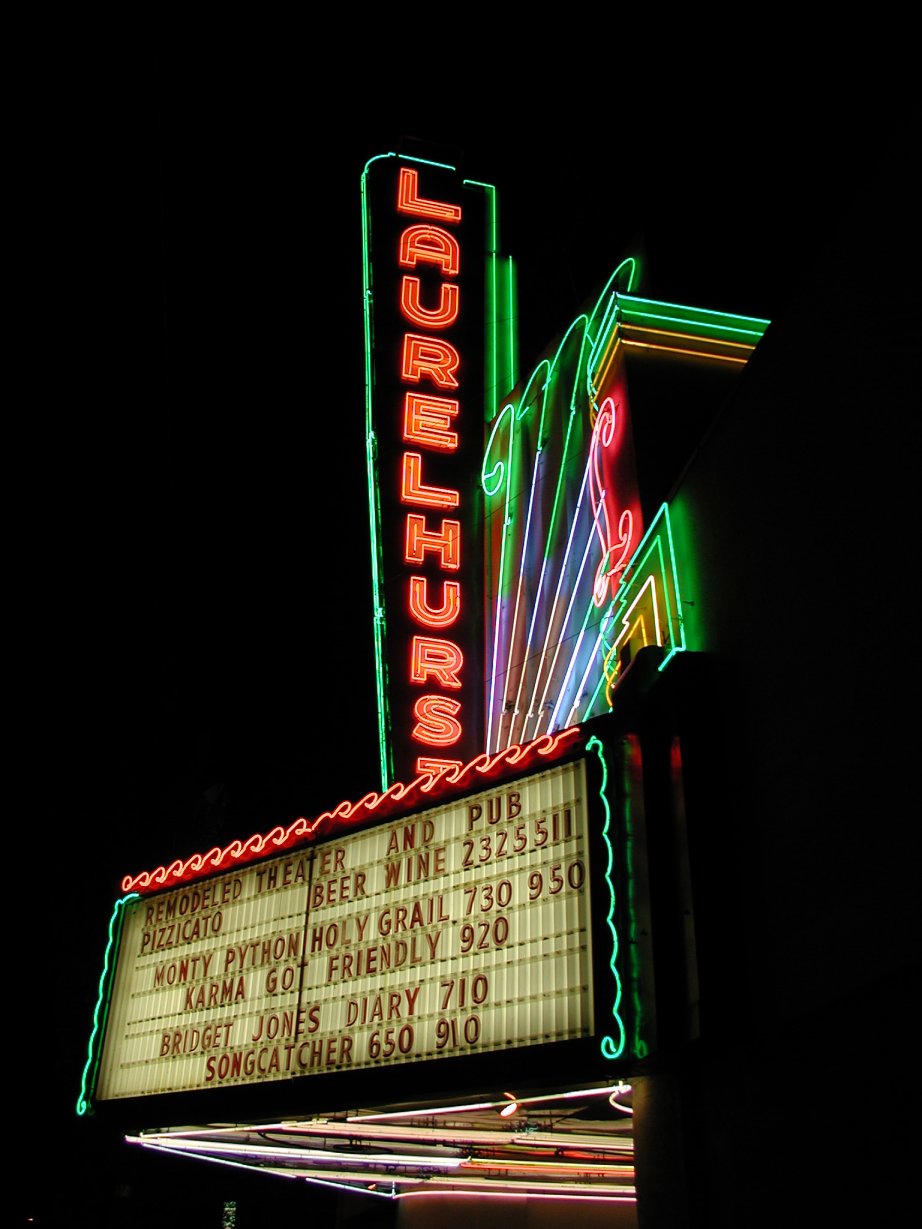 LAURELHURST
REMODELED THEATER AND PUB
PIZZICATO BEER WINE 2325511
MONTY PYTHON HOLY GRAIL 730 950
KARMA GO FRIENDLY 920
BRIDGET JONES DIARY 710
SONGCATCHER 650 910